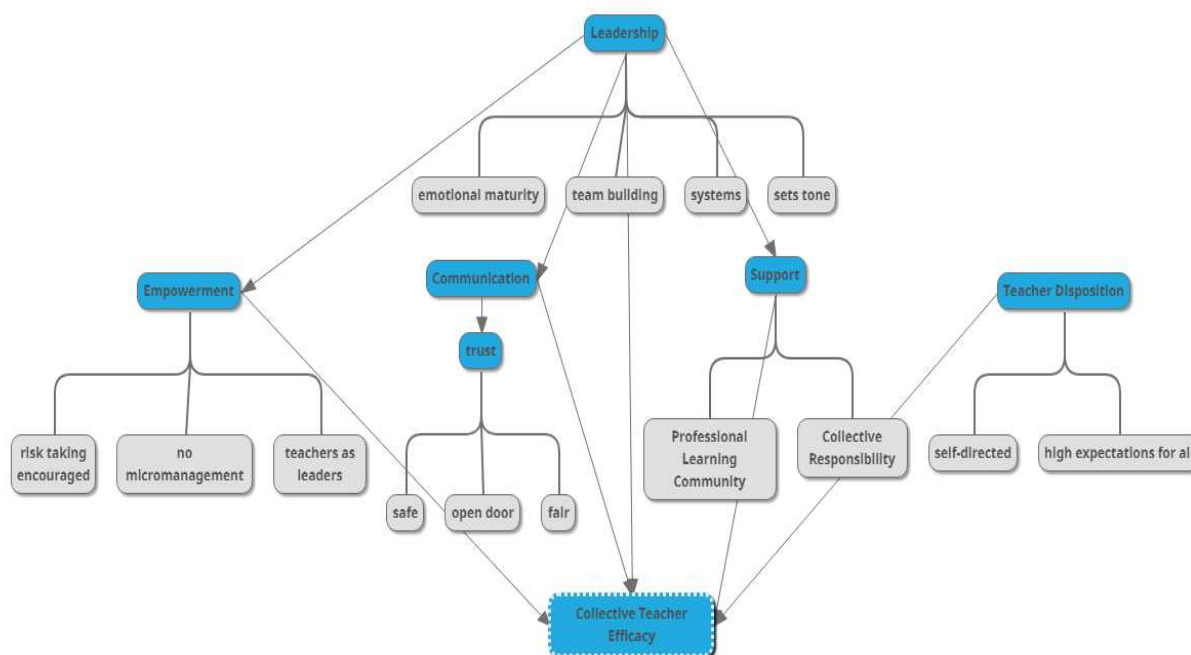 Leadership
emotional maturity
team building
systems
sets tone
Empowerment
Communication
Support
Teacher Disposition
trust
risk taking
encouraged
no
micromanagement
teachers as
leaders
safe
open door
fair
Professional
Learning
Community
Collective
Responsibility
self-directed
high expectations for al
Collective Teacher
Efficacy